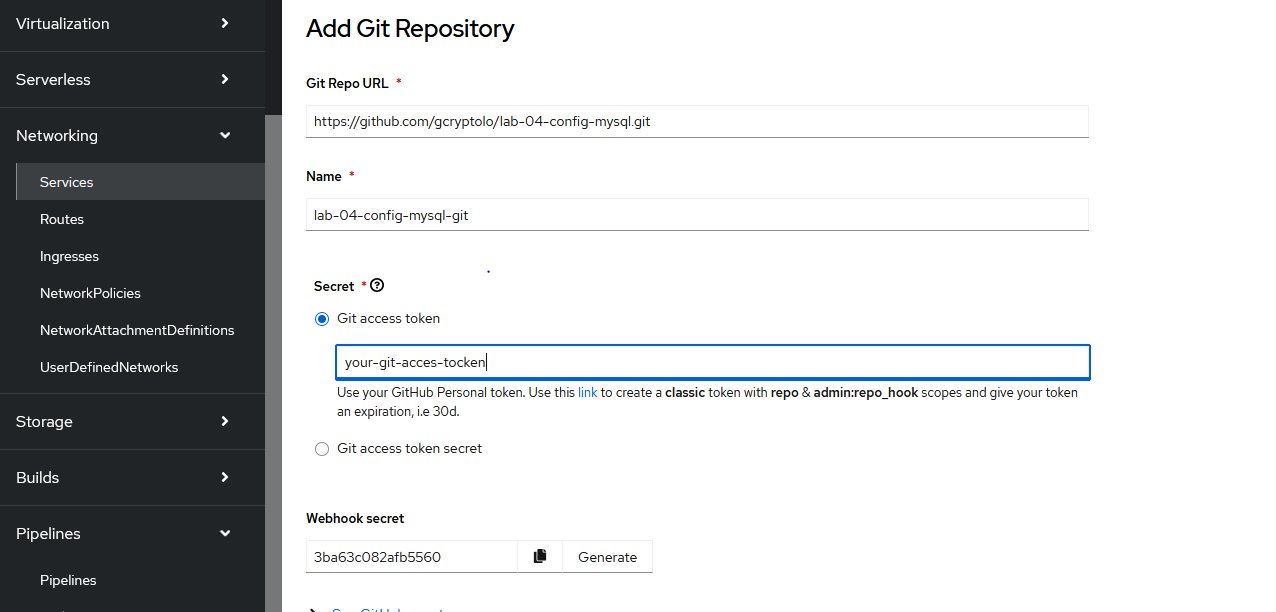 Virtualization
Serverless
Networking
Services
Routes
Ingresses
NetworkPolicies
NetworkAttachmentDefinitions
UserDefinedNetworks
Storage
Builds
Pipelines
Pipelines
Add Git Repository
Git Repo URL *
https://github.com/gcryptolo/lab-04-config-mysql.git
Name *
lab-04-config-mysql-git
Secret *
Git access token
your-git-acces-tocken
Use your GitHub Personal token. Use this link to create a classic token with repo & admin:repo_hook scopes and give your token
an expiration, i.e 30d.
Git access token secret
Webhook secret
3ba63c082afb5560
Generate